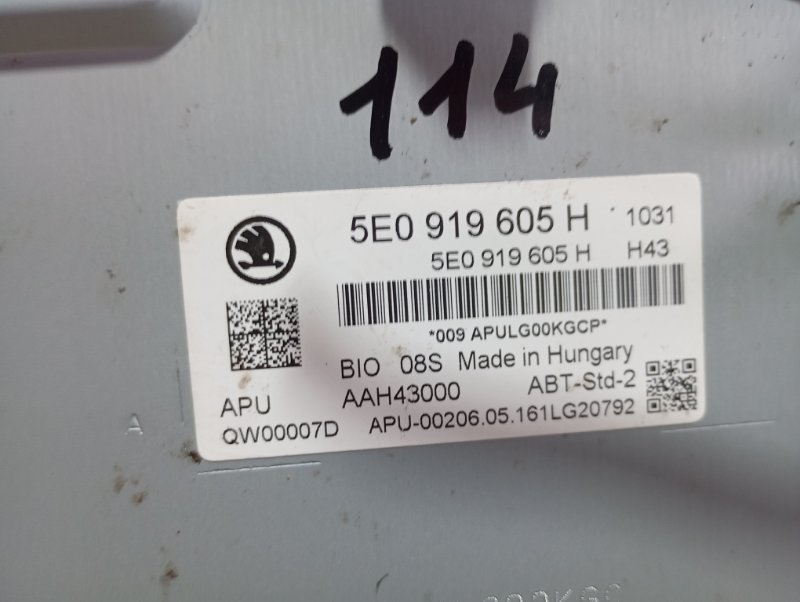 114
5E0 919 605 H 1031
5E0 919 605 H H43
*009 APULG00KGCP*
BIO 08S Made in Hungary
APU AAH43000 ABT-Std-2
QW00007D APU-00206.05.161LG20792
A